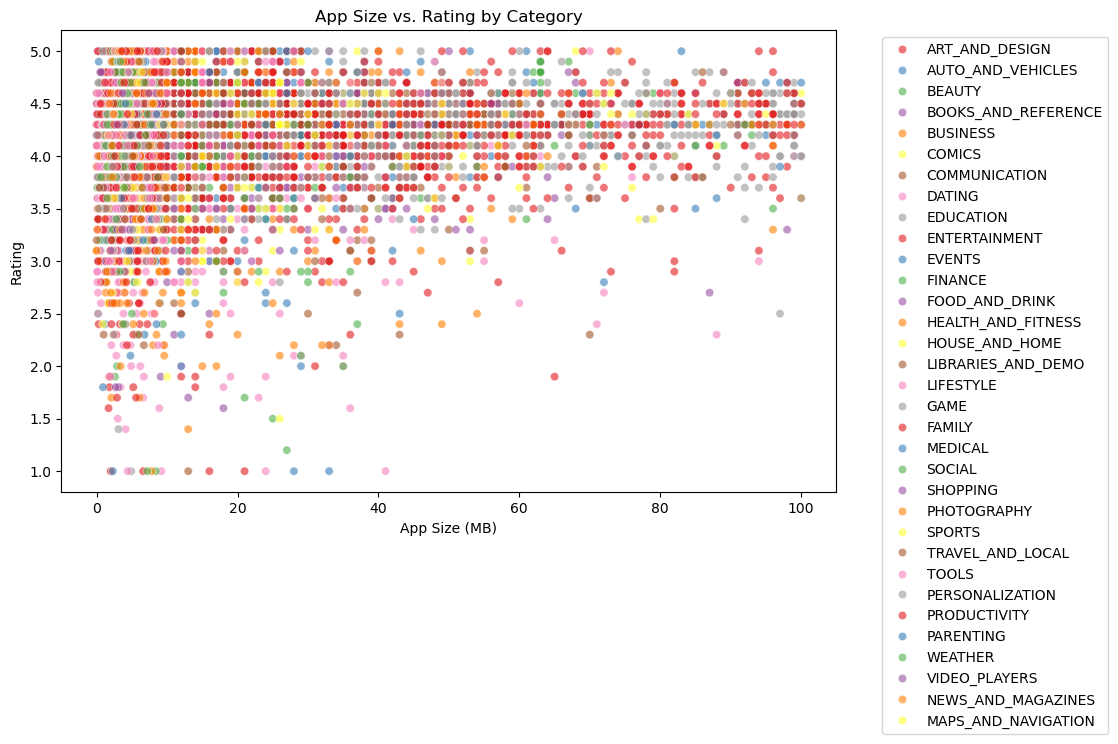 App Size vs. Rating by Category
Rating
5.0
4.5
4.0
3.5
3.0
2.5
2.0
1.5
1.0
0
20
40
60
80
100
App Size (MB)
ART_AND_DESIGN
AUTO_AND_VEHICLES
BEAUTY
BOOKS_AND_REFERENCE
BUSINESS
COMICS
COMMUNICATION
DATING
EDUCATION
ENTERTAINMENT
EVENTS
FINANCE
FOOD_AND_DRINK
HEALTH_AND_FITNESS
HOUSE_AND_HOME
LIBRARIES_AND_DEMO
LIFESTYLE
GAME
FAMILY
MEDICAL
SOCIAL
SHOPPING
PHOTOGRAPHY
SPORTS
TRAVEL_AND_LOCAL
TOOLS
PERSONALIZATION
PRODUCTIVITY
PARENTING
WEATHER
VIDEO_PLAYERS
NEWS_AND_MAGAZINES
MAPS_AND_NAVIGATION